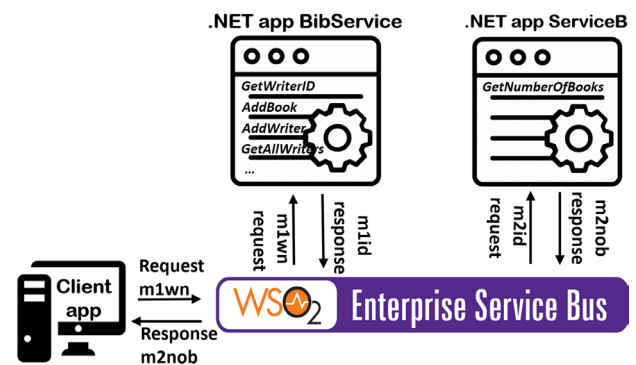 .NET app BibService
.NET app ServiceB
GetWriterID
AddBook
AddWriter
GetAllWriters
...
GetNumberOfBooks
request
m1wn
response
m1id
request
m2id
response
m2nob
Client
app
Request
m1wn
Response
m2nob
WSO2
Enterprise Service Bus